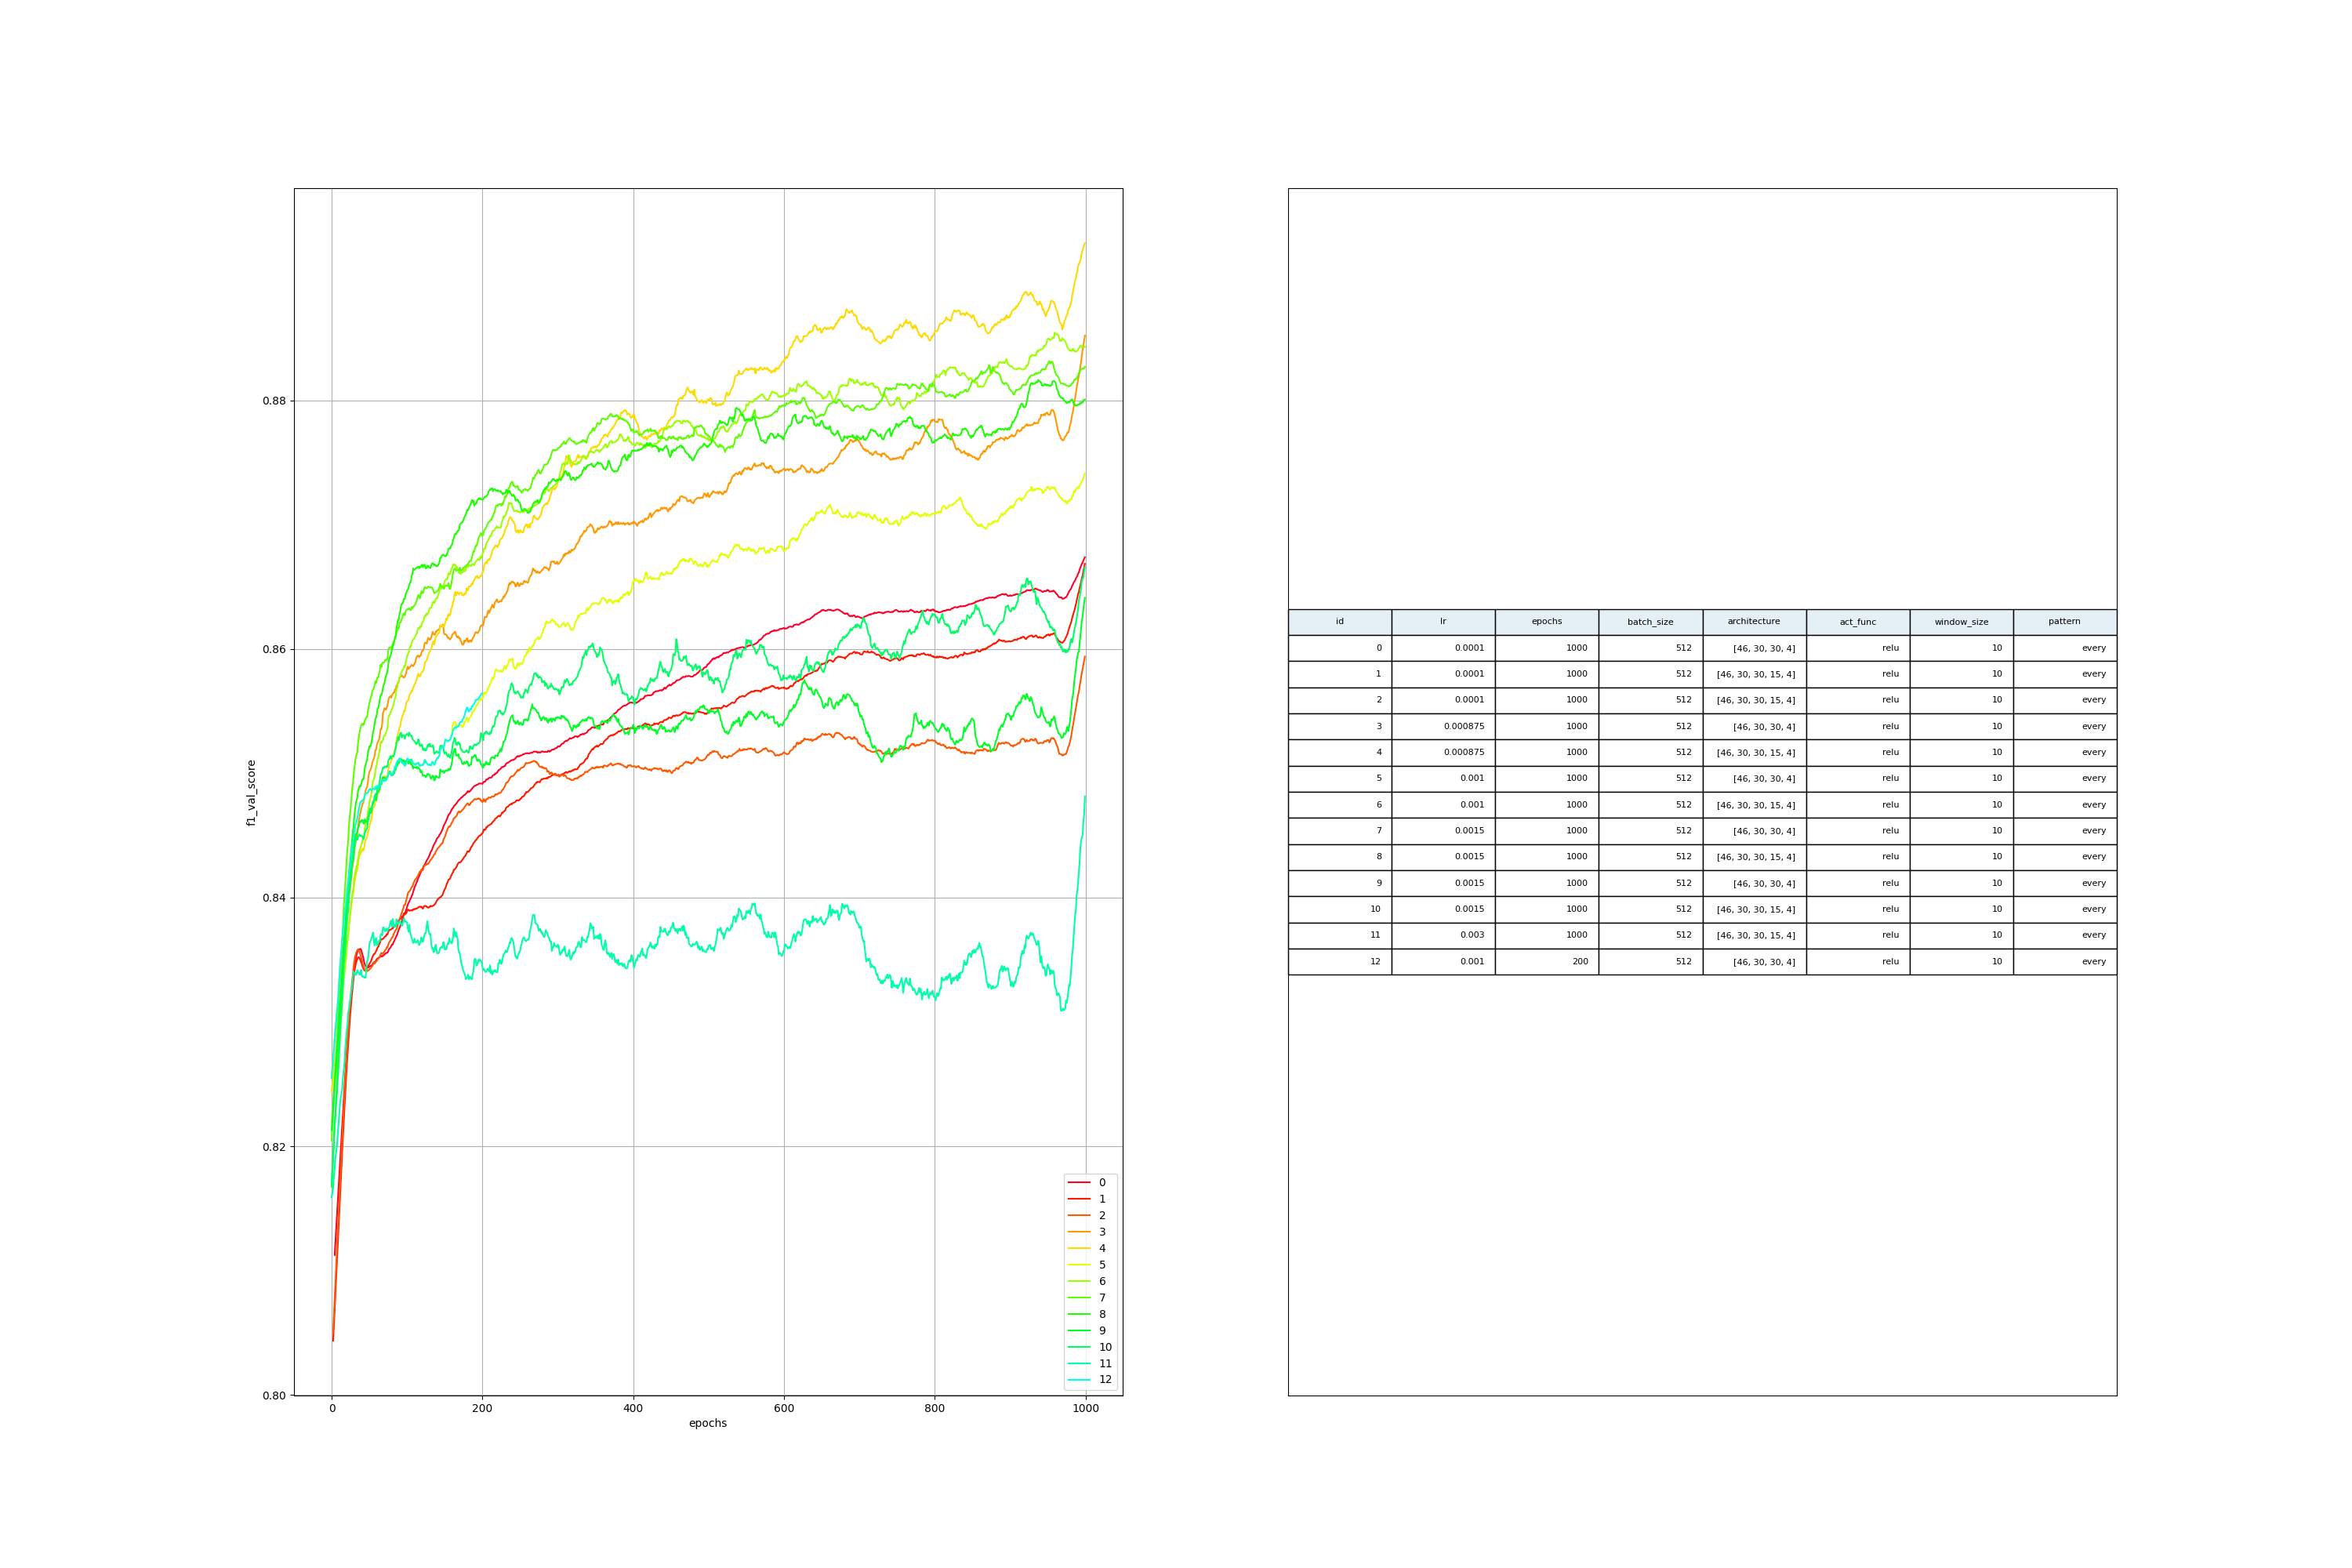 f1_val_score
0.88
0.86
0.84
0.82
0.80
0 200 400 600 800 1000
epochs
0
1
2
3
4
5
6
7
8
9
10
11
12
id lr epochs batch_size architecture act_func window_size pattern
0 0.0001 1000 512 [46, 30, 30, 4] relu 10 every
1 0.0001 1000 512 [46, 30, 30, 15, 4] relu 10 every
2 0.0001 1000 512 [46, 30, 30, 15, 4] relu 10 every
3 0.000875 1000 512 [46, 30, 30, 4] relu 10 every
4 0.000875 1000 512 [46, 30, 30, 15, 4] relu 10 every
5 0.001 1000 512 [46, 30, 30, 4] relu 10 every
6 0.001 1000 512 [46, 30, 30, 15, 4] relu 10 every
7 0.0015 1000 512 [46, 30, 30, 4] relu 10 every
8 0.0015 1000 512 [46, 30, 30, 15, 4] relu 10 every
9 0.0015 1000 512 [46, 30, 30, 4] relu 10 every
10 0.0015 1000 512 [46, 30, 30, 15, 4] relu 10 every
11 0.003 1000 512 [46, 30, 30, 15, 4] relu 10 every
12 0.001 200 512 [46, 30, 30, 4] relu 10 every